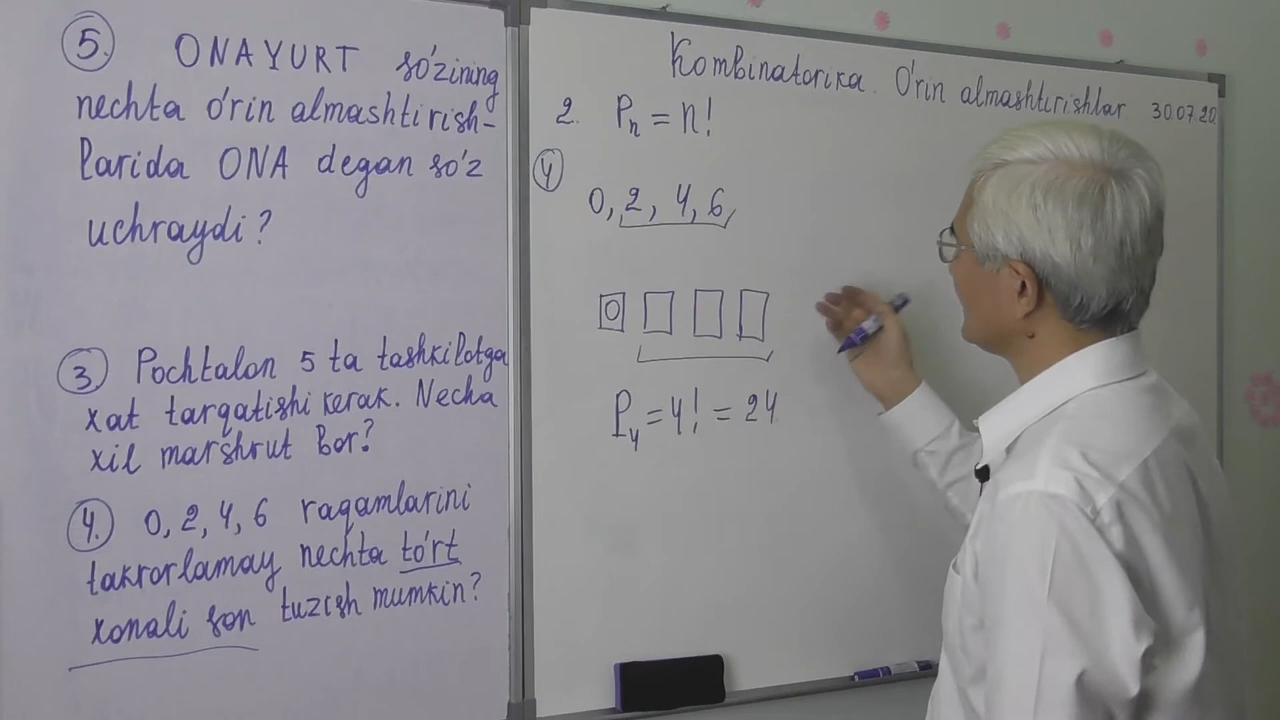 5. ONAYURT so'zining
nechta o'rin almashtirish-
larida ONA degan so'z
uchraydi?
3. Pochtalon 5 ta tashkilotga
xat tarqatishi kerak. Necha
xil marshrut bor?
4. 0, 2, 4, 6 raqamlarini
takrorlamay nechta to'rt
xonali son tuzish mumkin?
Kombinatorika. O'rin almashtirishlar 30.07.20
2. Pₙ = n!
4
0, 2, 4, 6,
0
P₄ = 4! = 24